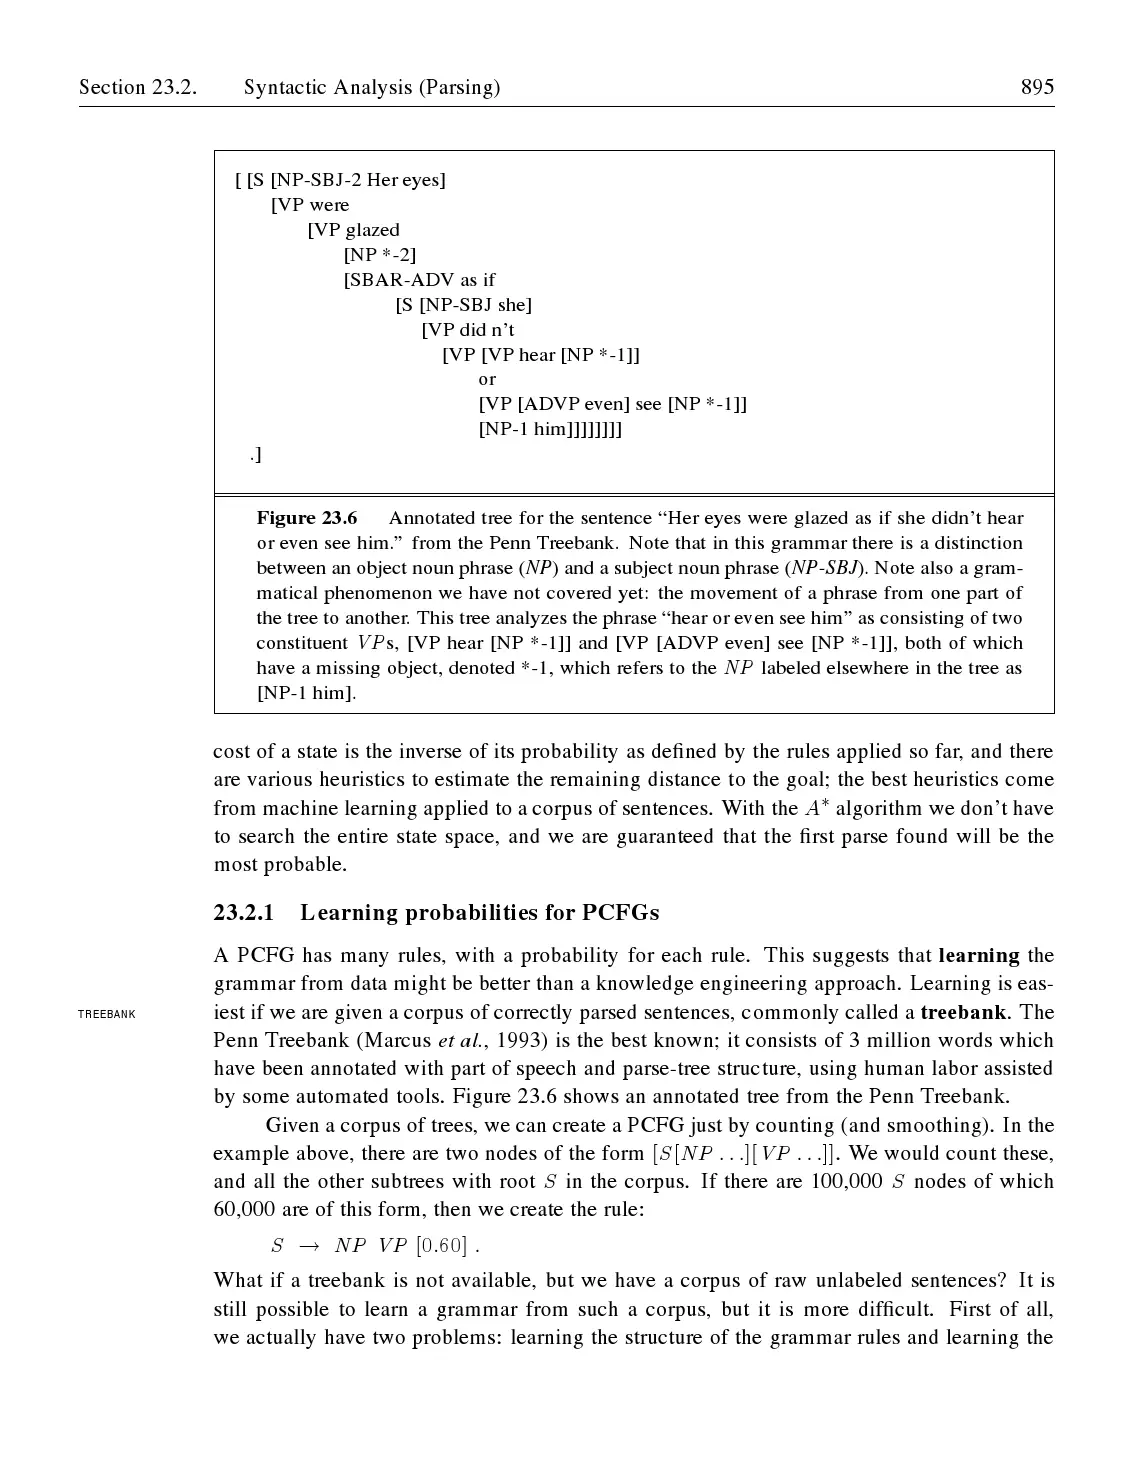 Section 23.2. Syntactic Analysis (Parsing) 895
[ [S [NP-SBJ-2 Her eyes]
[VP were
[VP glazed
[NP *-2]
[SBAR-ADV as if
[S [NP-SBJ she]
[VP did n't
[VP [VP hear [NP *-1]]
or
[VP [ADVP even] see [NP *-1]]
[NP-1 him]]]]]]]]
.]
Figure 23.6 Annotated tree for the sentence “Her eyes were glazed as if she didn't hear
or even see him.” from the Penn Treebank. Note that in this grammar there is a distinction
between an object noun phrase (NP) and a subject noun phrase (NP-SBJ). Note also a gram-
matical phenomenon we have not covered yet: the movement of a phrase from one part of
the tree to another. This tree analyzes the phrase “hear or even see him” as consisting of two
constituent VPs, [VP hear [NP *-1]] and [VP [ADVP even] see [NP *-1]], both of which
have a missing object, denoted *-1, which refers to the NP labeled elsewhere in the tree as
[NP-1 him].
cost of a state is the inverse of its probability as defined by the rules applied so far, and there
are various heuristics to estimate the remaining distance to the goal; the best heuristics come
from machine learning applied to a corpus of sentences. With the A* algorithm we don't have
to search the entire state space, and we are guaranteed that the first parse found will be the
most probable.
23.2.1 Learning probabilities for PCFGs
A PCFG has many rules, with a probability for each rule. This suggests that learning the
grammar from data might be better than a knowledge engineering approach. Learning is eas-
TREEBANK iest if we are given a corpus of correctly parsed sentences, commonly called a treebank. The
Penn Treebank (Marcus et al., 1993) is the best known; it consists of 3 million words which
have been annotated with part of speech and parse-tree structure, using human labor assisted
by some automated tools. Figure 23.6 shows an annotated tree from the Penn Treebank.
Given a corpus of trees, we can create a PCFG just by counting (and smoothing). In the
example above, there are two nodes of the form [S[NP ...][VP ...]]. We would count these,
and all the other subtrees with root S in the corpus. If there are 100,000 S nodes of which
60,000 are of this form, then we create the rule:
S → NP VP [0.60] .
What if a treebank is not available, but we have a corpus of raw unlabeled sentences? It is
still possible to learn a grammar from such a corpus, but it is more difficult. First of all,
we actually have two problems: learning the structure of the grammar rules and learning the